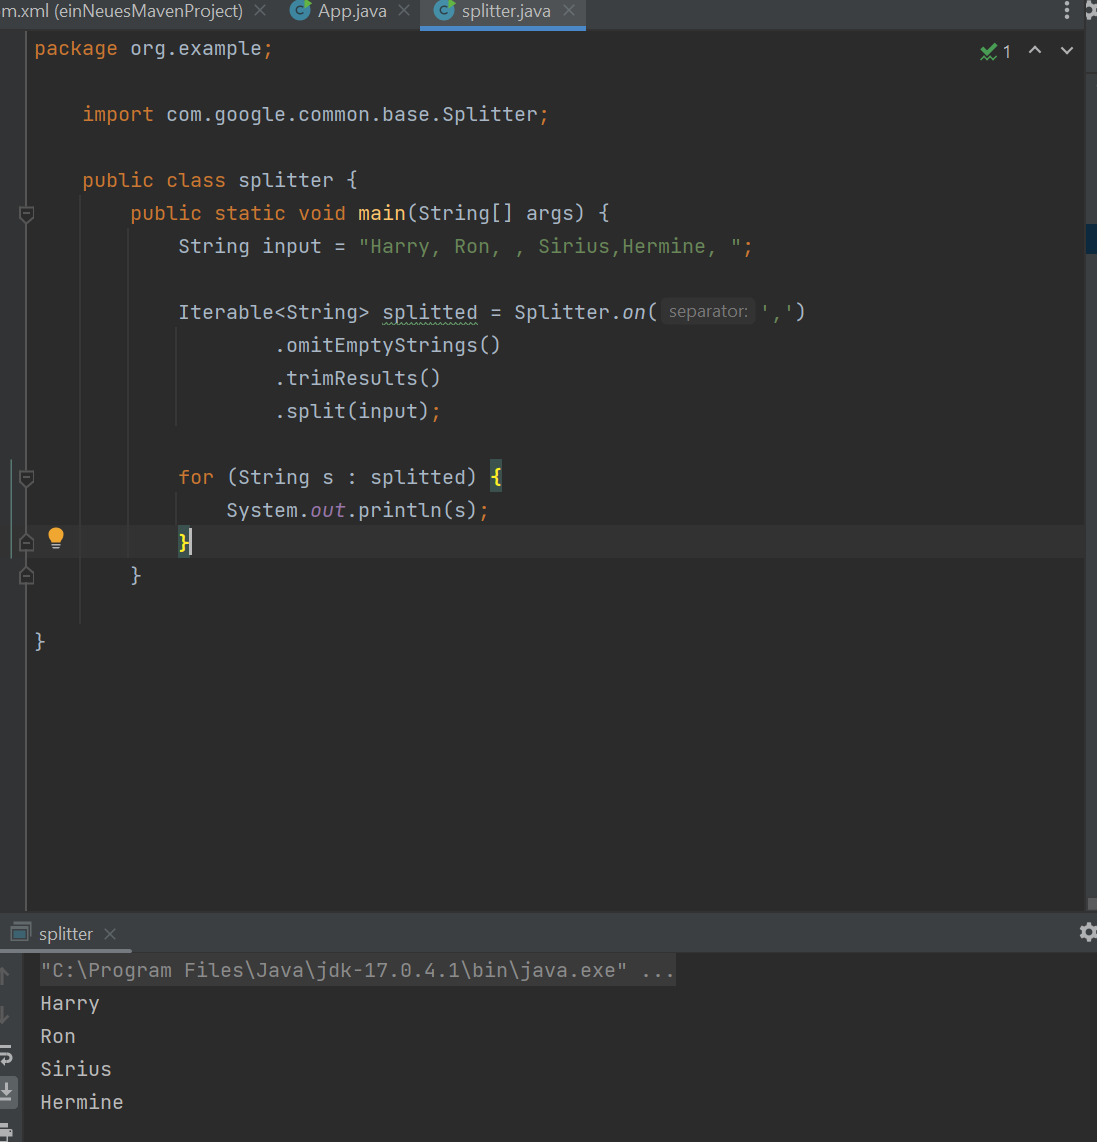 m.xml (einNeuesMavenProject) App.java splitter.java
package org.example; 1
import com.google.common.base.Splitter;
public class splitter {
public static void main(String[] args) {
String input = "Harry, Ron, , Sirius,Hermine, ";
Iterable<String> splitted = Splitter.on( separator: ',')
.omitEmptyStrings()
.trimResults()
.split(input);
for (String s : splitted) {
System.out.println(s);
}
}
}
splitter
"C:\Program Files\Java\jdk-17.0.4.1\bin\java.exe" ...
Harry
Ron
Sirius
Hermine